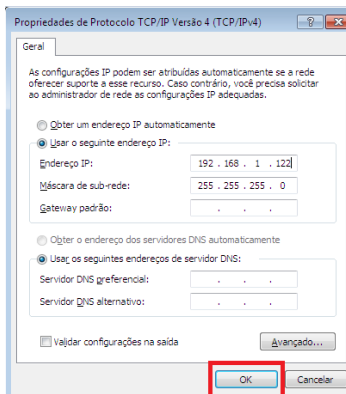 Propriedades de Protocolo TCP/IP Versão 4 (TCP/IPv4)
Geral
As configurações IP podem ser atribuídas automaticamente se a rede
oferecer suporte a esse recurso. Caso contrário, você precisa solicitar
ao administrador de rede as configurações IP adequadas.
Obter um endereço IP automaticamente
Usar o seguinte endereço IP:
Endereço IP: 192 . 168 . 1 . 122
Máscara de sub-rede: 255 . 255 . 255 . 0
Gateway padrão: . . .
Obter o endereço dos servidores DNS automaticamente
Usar os seguintes endereços de servidor DNS:
Servidor DNS preferencial: . . .
Servidor DNS alternativo: . . .
Validar configurações na saída
Avançado...
OK
Cancelar